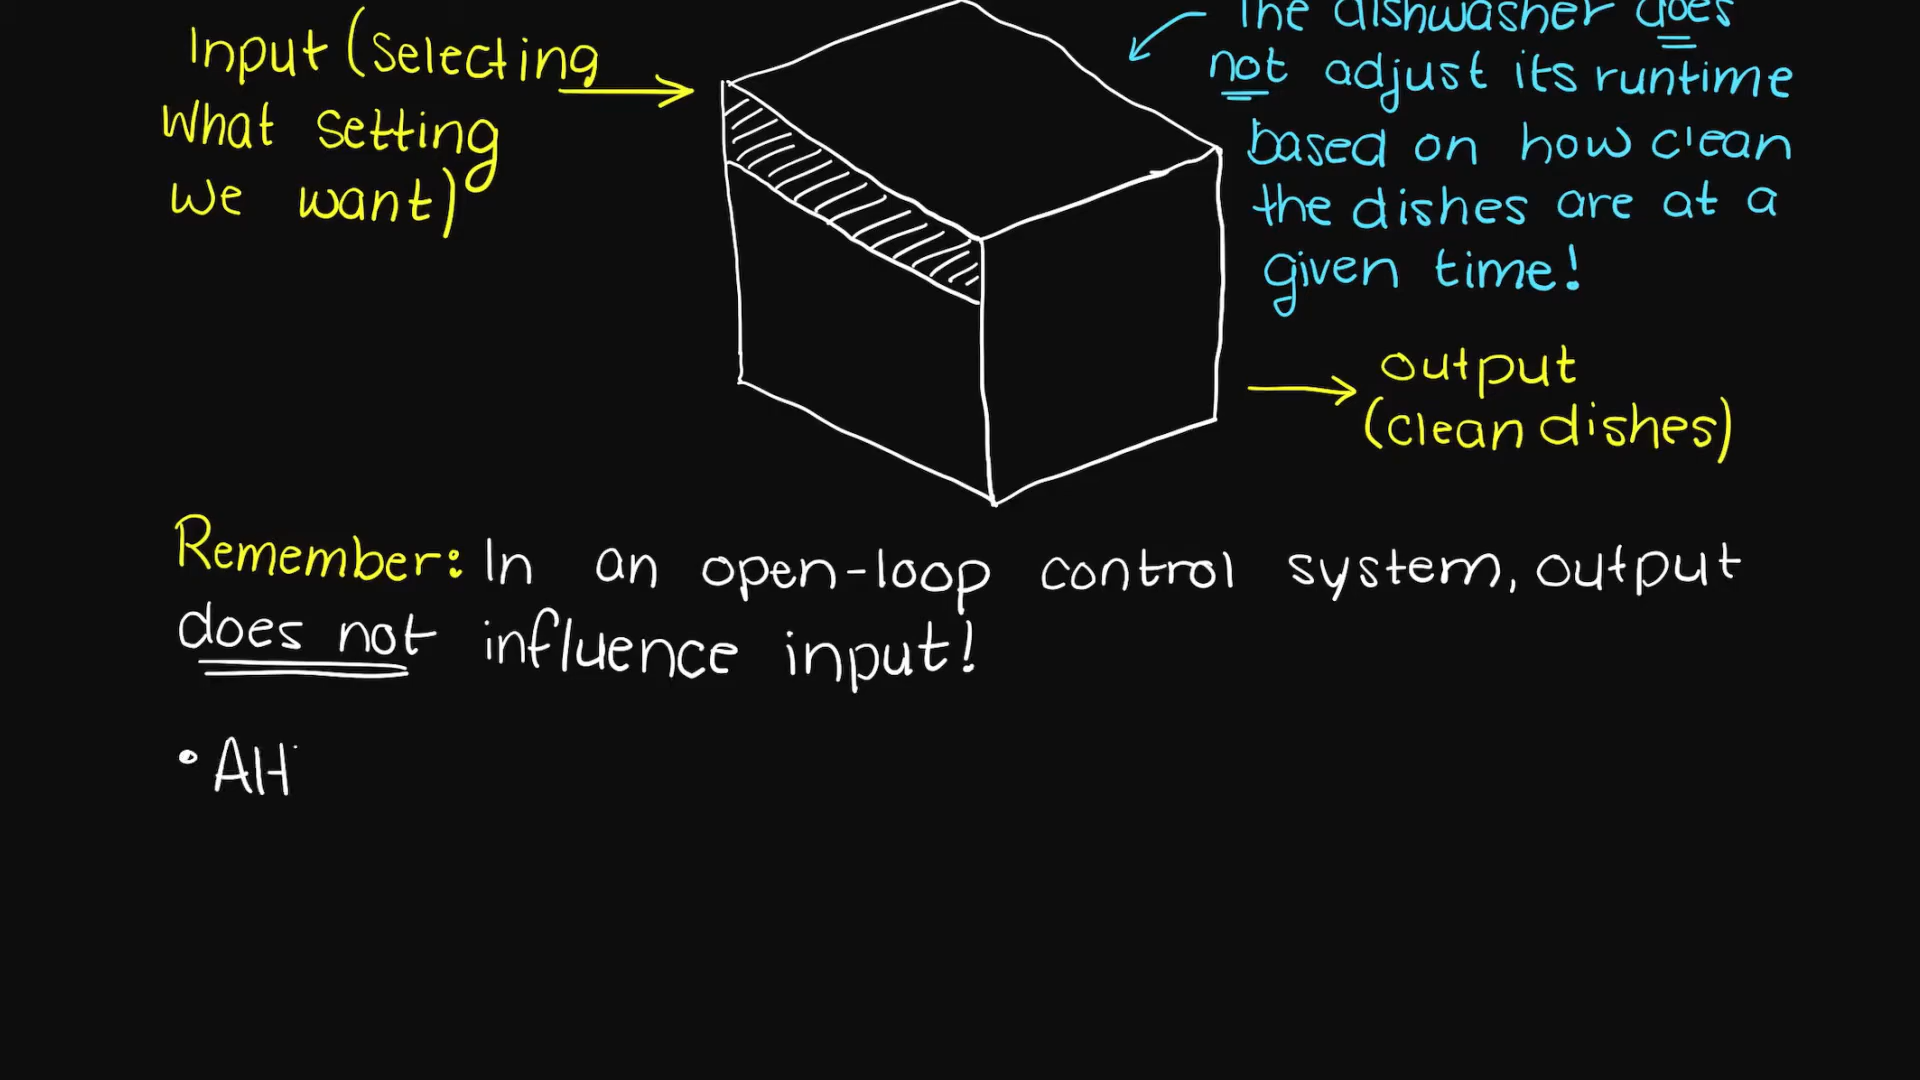 Input (selecting
what setting
we want)
The dishwasher does
not adjust its runtime
based on how clean
the dishes are at a
given time!
output
(clean dishes)
Remember: In an open-loop control system, output
does not influence input!